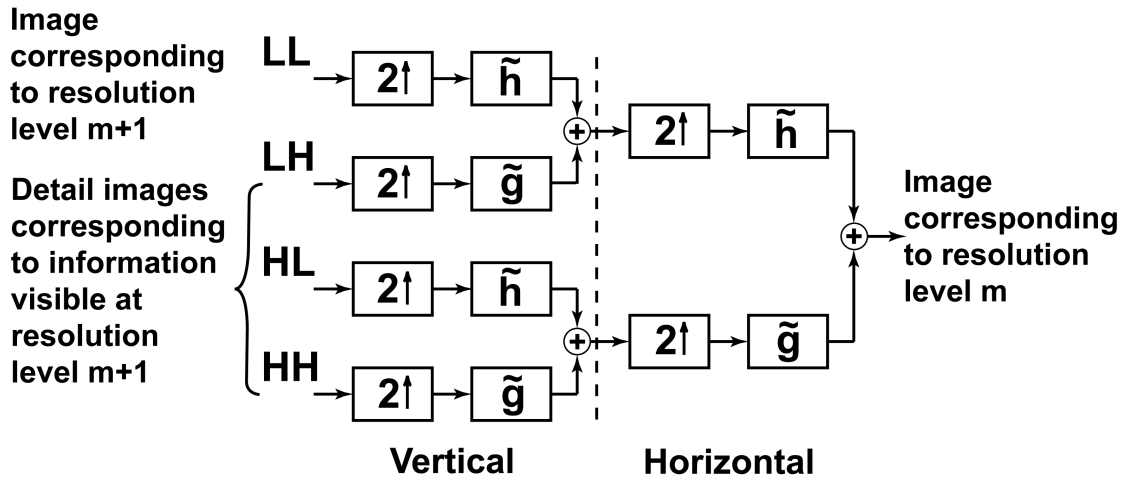 Image
corresponding
to resolution
level m+1
LL
2↑
h̃
+
LH
2↑
g̃
2↑
h̃
Detail images
corresponding
to information
visible at
resolution
level m+1
HL
2↑
h̃
+
HH
2↑
g̃
2↑
g̃
+
Image
corresponding
to resolution
level m
Vertical
Horizontal